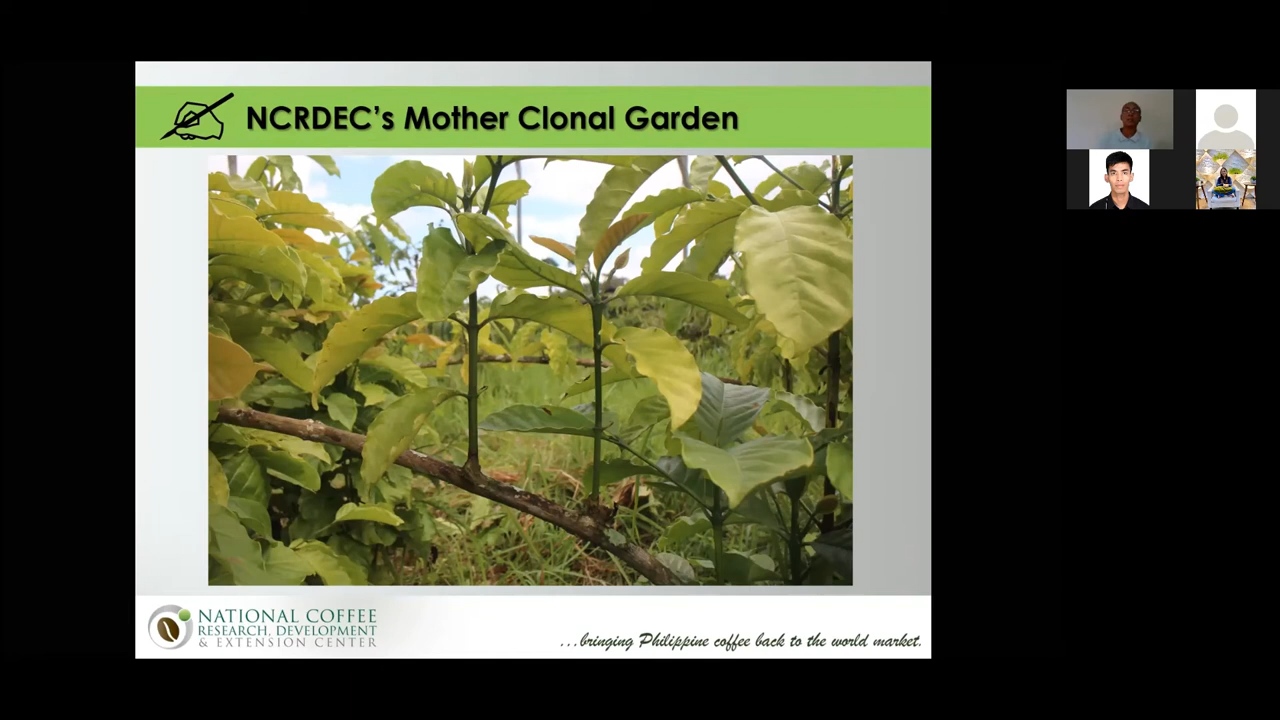 NCRDEC's Mother Clonal Garden
NATIONAL COFFEE
RESEARCH, DEVELOPMENT
& EXTENSION CENTER
...bringing Philippine coffee back to the world market.